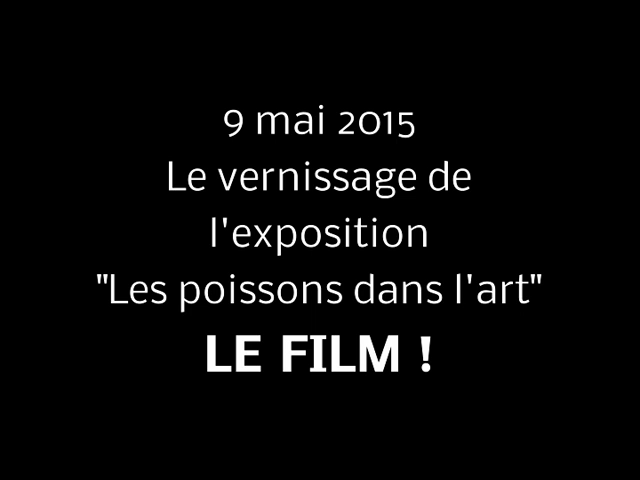 9 mai 2015
Le vernissage de
l'exposition
"Les poissons dans l'art"
LE FILM !